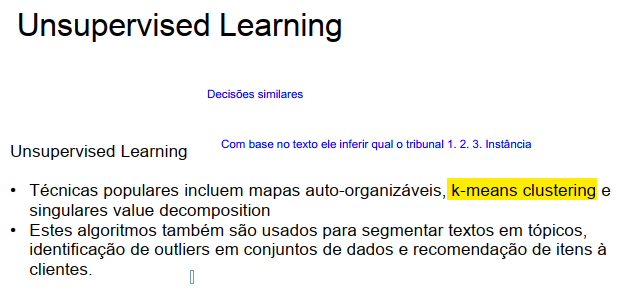 Unsupervised Learning
Decisões similares
Com base no texto ele inferir qual o tribunal 1. 2. 3. Instância
Unsupervised Learning
• Técnicas populares incluem mapas auto-organizáveis, k-means clustering e
singulares value decomposition
• Estes algoritmos também são usados para segmentar textos em tópicos,
identificação de outliers em conjuntos de dados e recomendação de itens à
clientes.